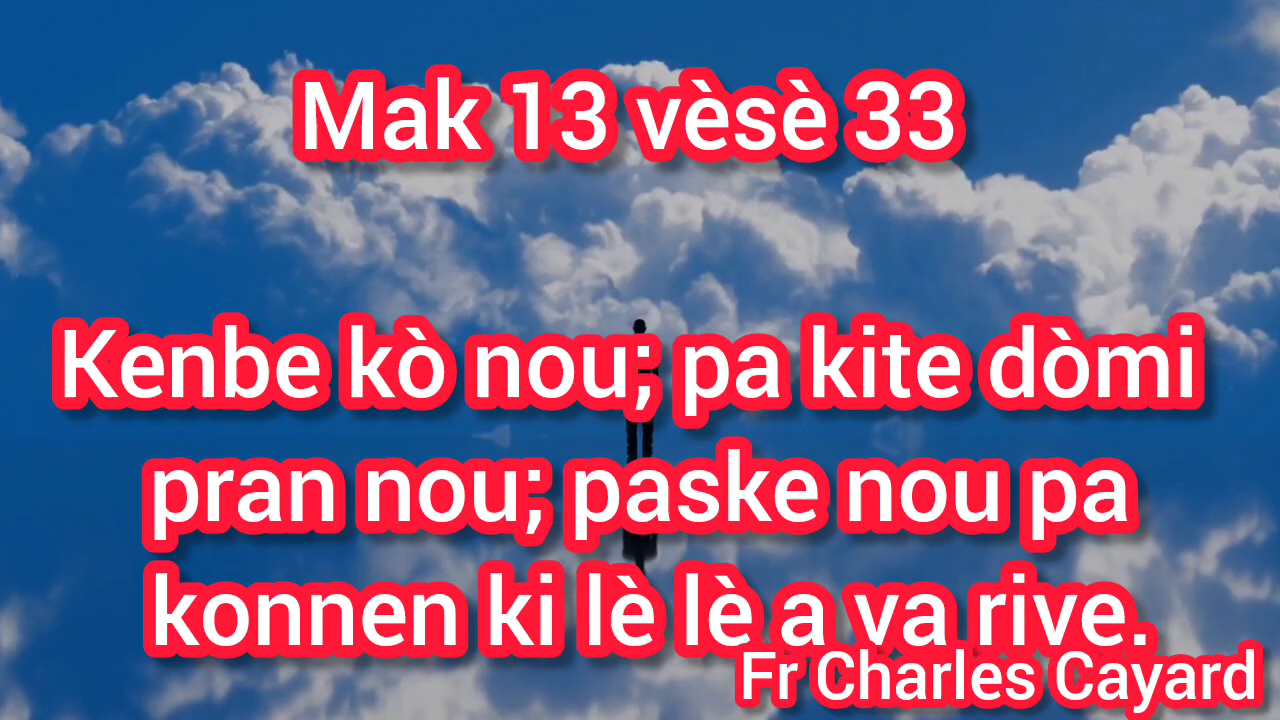 Mak 13 vèsè 33
Kenbe kò nou; pa kite dòmi
pran nou; paske nou pa
konnen ki lè lè a va rive.
Fr Charles Cayard